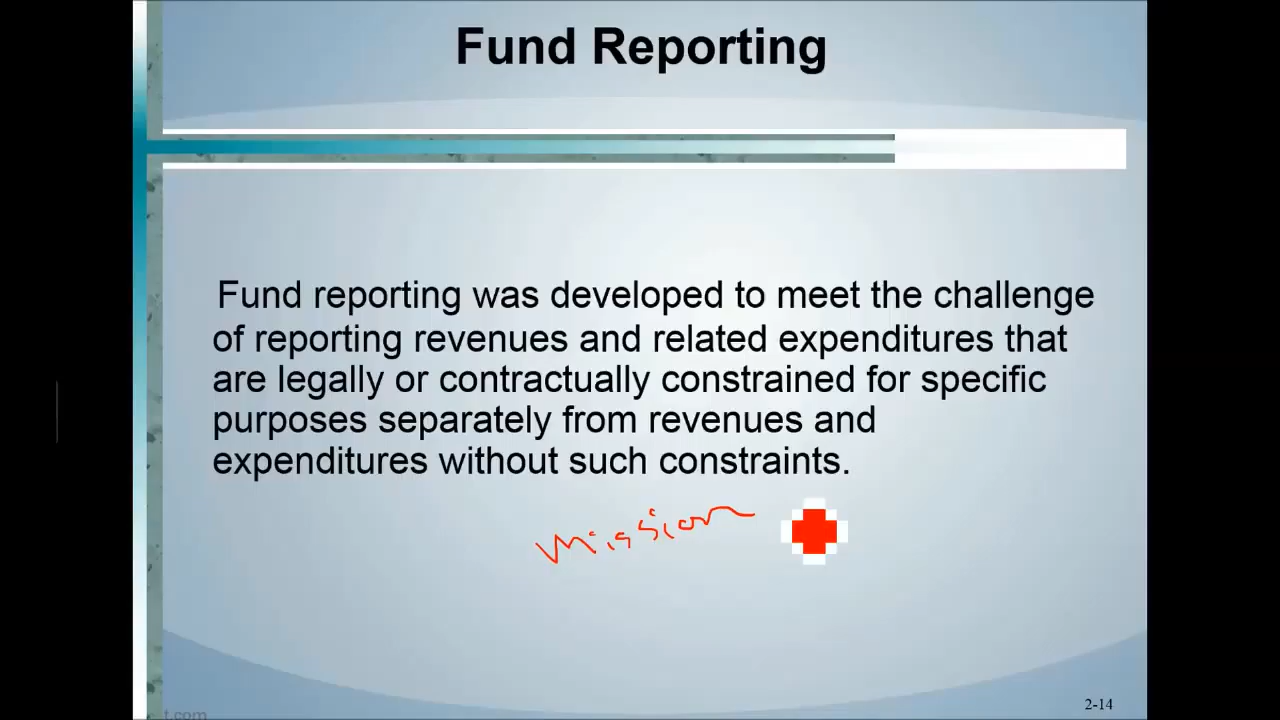 Fund Reporting
Fund reporting was developed to meet the challenge
of reporting revenues and related expenditures that
are legally or contractually constrained for specific
purposes separately from revenues and
expenditures without such constraints.
Mission
2-14
t.com